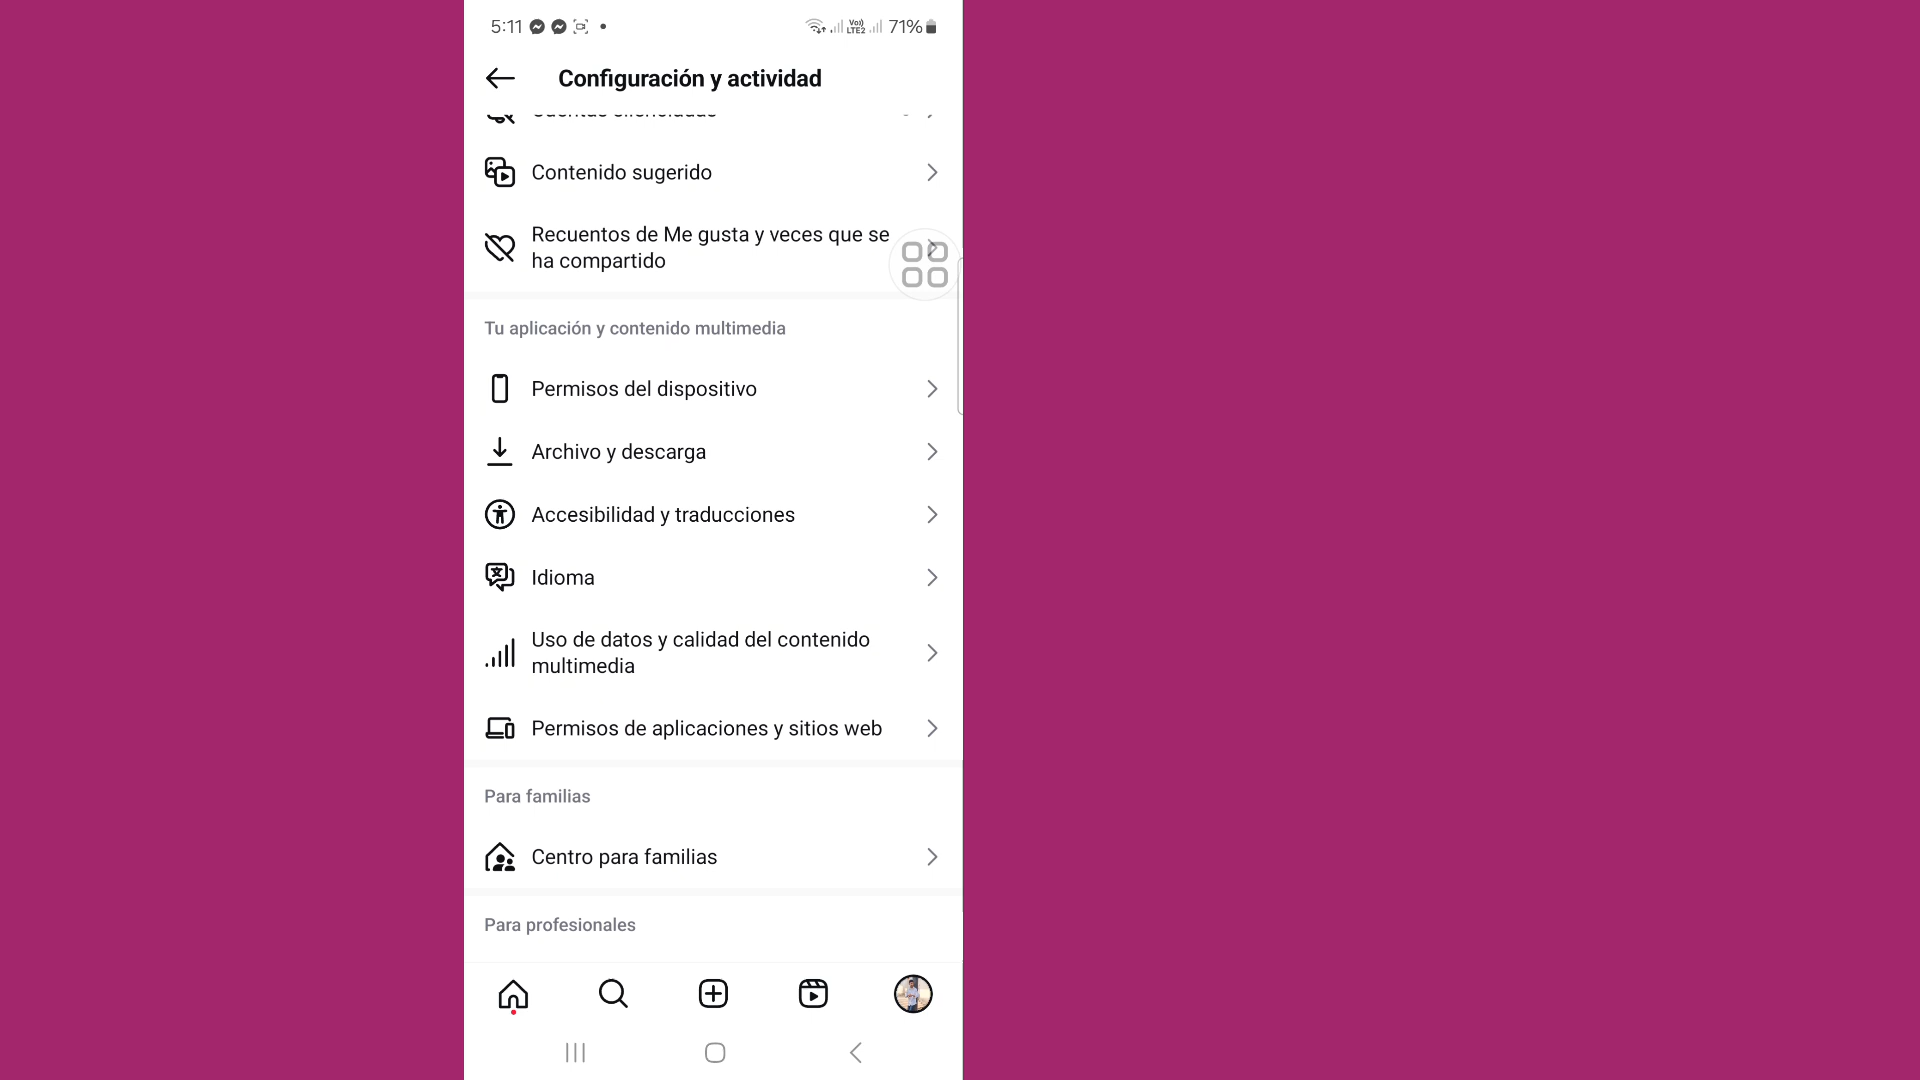 5:11
Vo))
LTE2
71%
Configuración y actividad
Cuentas silenciadas
Contenido sugerido
Recuentos de Me gusta y veces que se
ha compartido
Tu aplicación y contenido multimedia
Permisos del dispositivo
Archivo y descarga
Accesibilidad y traducciones
Idioma
Uso de datos y calidad del contenido
multimedia
Permisos de aplicaciones y sitios web
Para familias
Centro para familias
Para profesionales